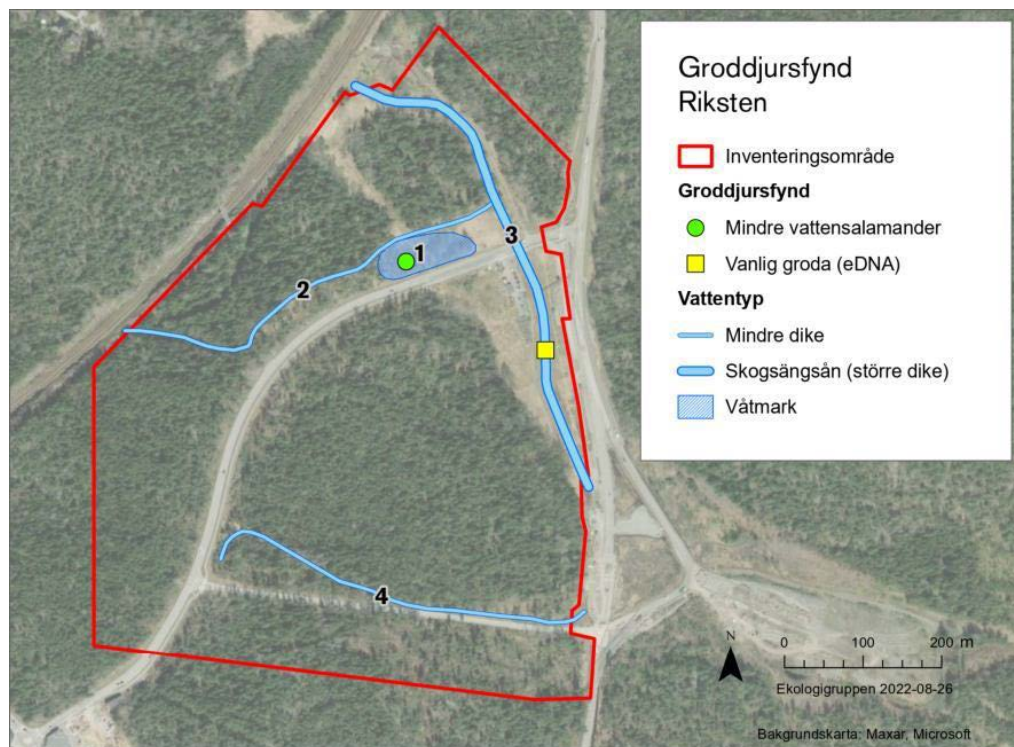 Groddjursfynd
Riksten
Inventeringsområde
Groddjursfynd
Mindre vattensalamander
Vanlig groda (eDNA)
Vattentyp
Mindre dike
Skogsängsån (större dike)
Våtmark
1
3
2
4
N
0 100 200 m
Ekologigruppen 2022-08-26
Bakgrundskarta: Maxar, Microsoft